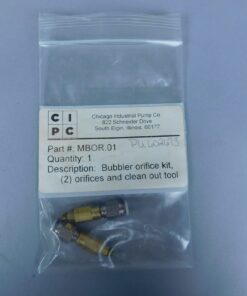 C I
P C
Chicago Industrial Pump Co.
822 Schneider Drive
South Elgin, Illinois, 60177
Part #: MBOR.01
Quantity: 1
Description: Bubbler orifice kit,
(2) orifices and clean out tool